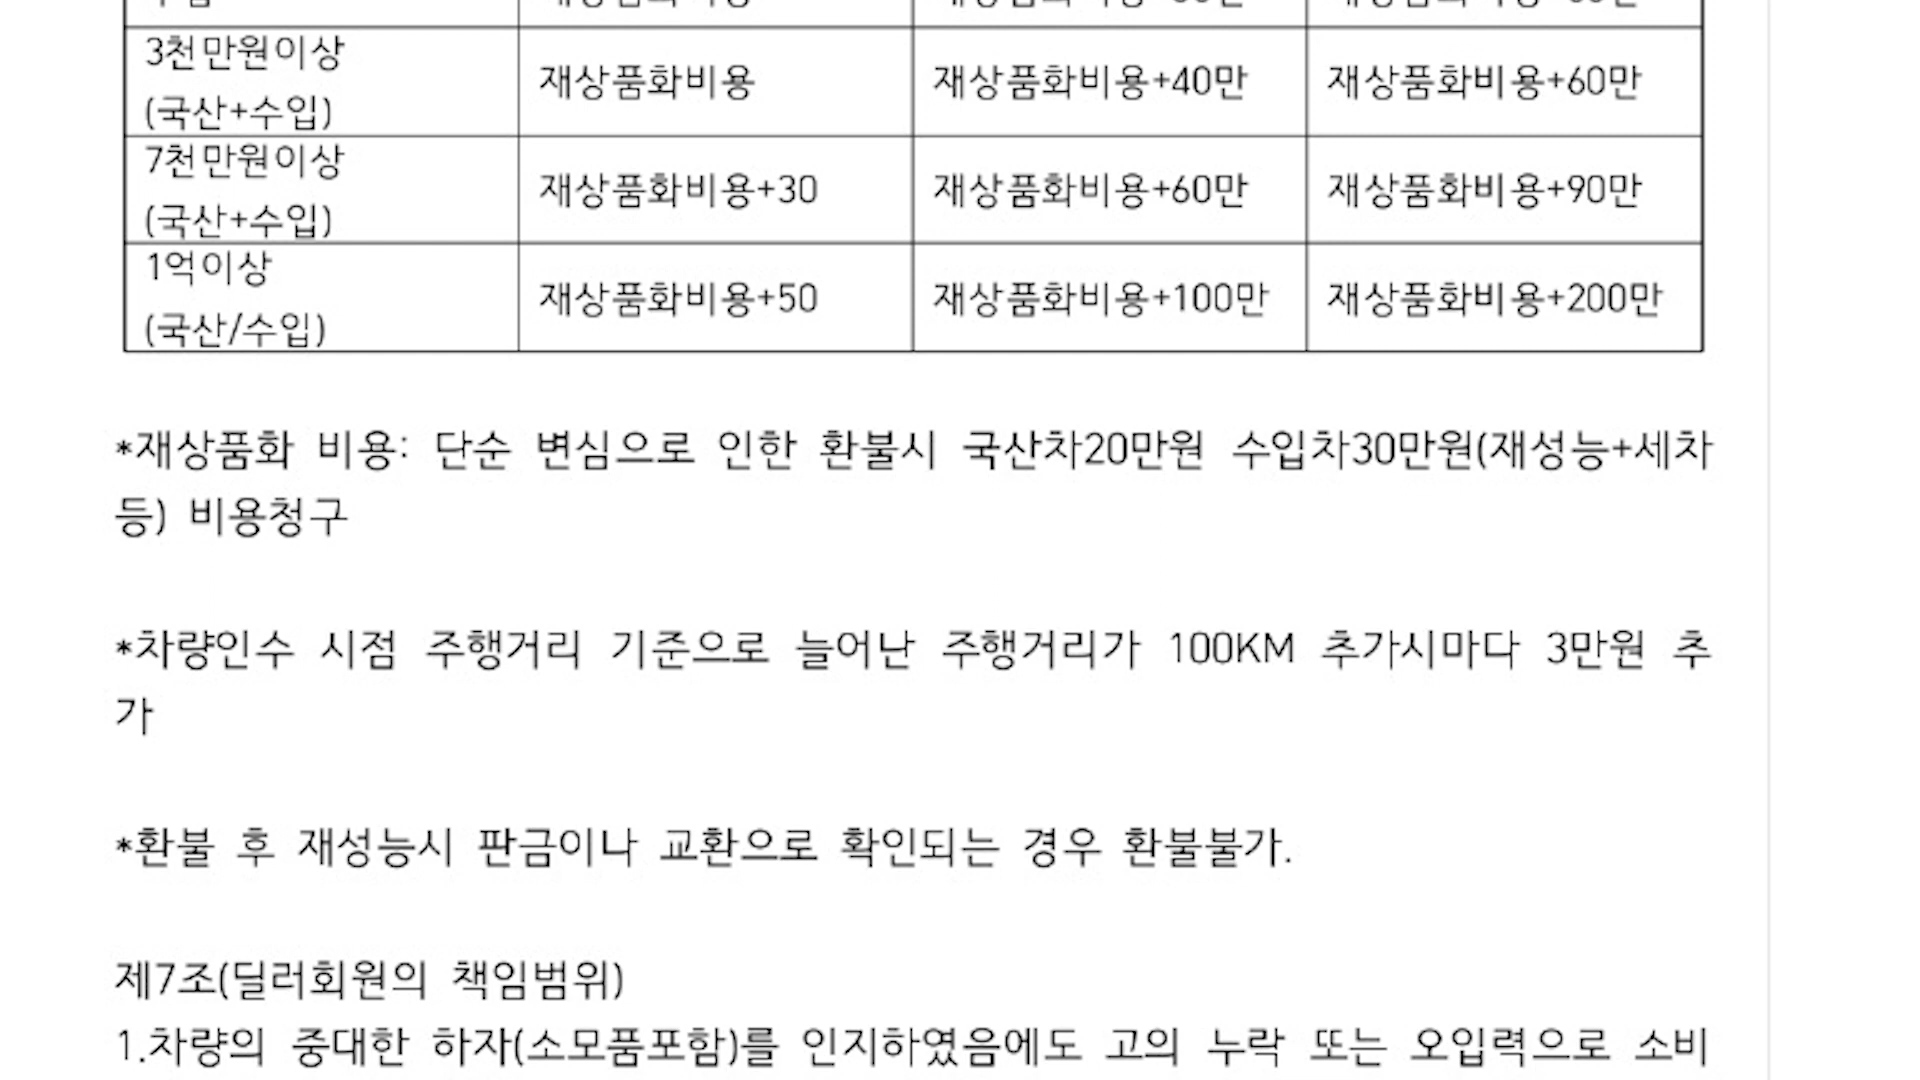 3천만원이상
(국산+수입)
재상품화비용
재상품화비용+40만
재상품화비용+60만
7천만원이상
(국산+수입)
재상품화비용+30
재상품화비용+60만
재상품화비용+90만
1억이상
(국산/수입)
재상품화비용+50
재상품화비용+100만
재상품화비용+200만
*재상품화 비용: 단순 변심으로 인한 환불시 국산차20만원 수입차30만원(재성능+세차
등) 비용청구
*차량인수 시점 주행거리 기준으로 늘어난 주행거리가 100KM 추가시마다 3만원 추
가
*환불 후 재성능시 판금이나 교환으로 확인되는 경우 환불불가.
제7조(딜러회원의 책임범위)
1.차량의 중대한 하자(소모품포함)를 인지하였음에도 고의 누락 또는 오입력으로 소비